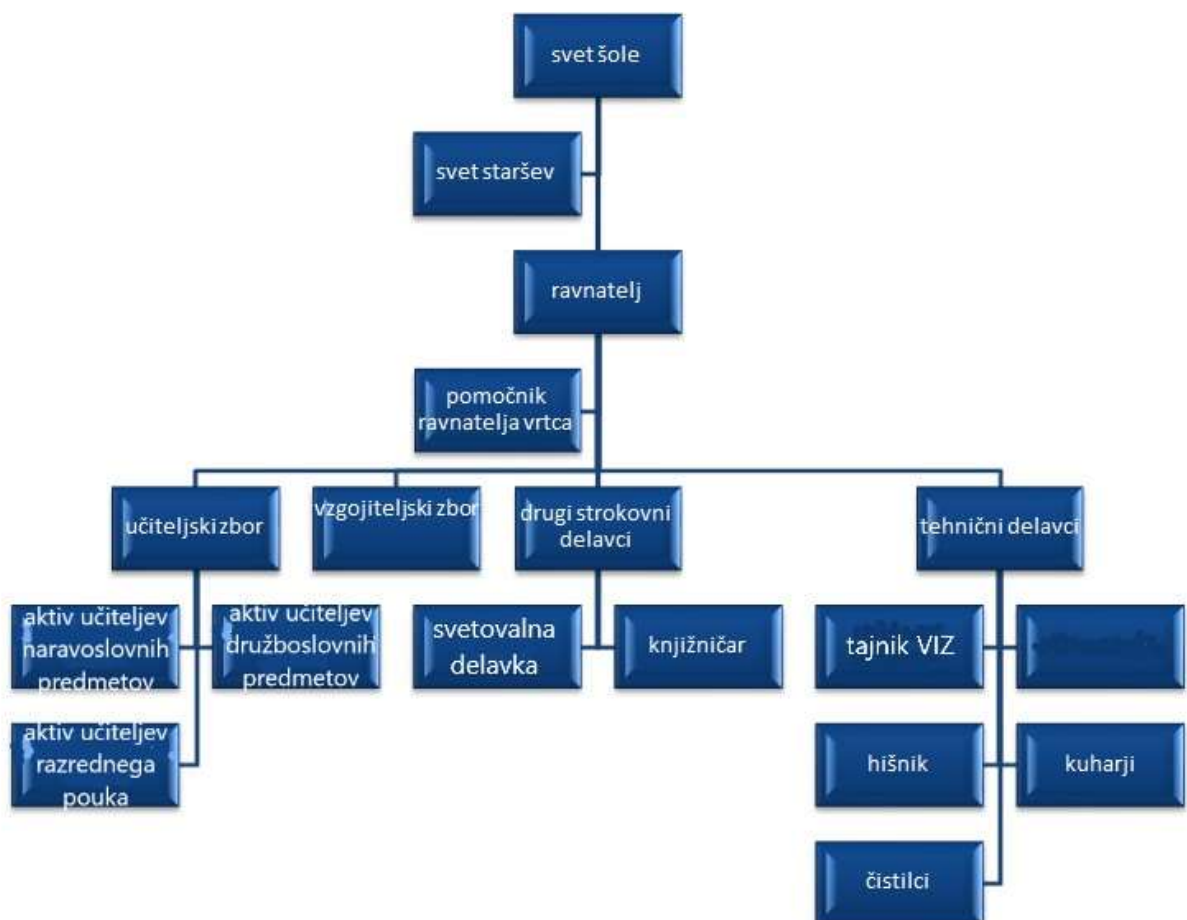 svet šole
svet staršev
ravnatelj
pomočnik
ravnatelja vrtca
učiteljski zbor
vzgojiteljski zbor
drugi strokovni
delavci
tehnični delavci
aktiv učiteljev
naravoslovnih
predmetov
aktiv učiteljev
družboslovnih
predmetov
svetovalna
delavka
knjižničar
tajnik VIZ
aktiv učiteljev
razrednega
pouka
hišnik
kuharji
čistilci